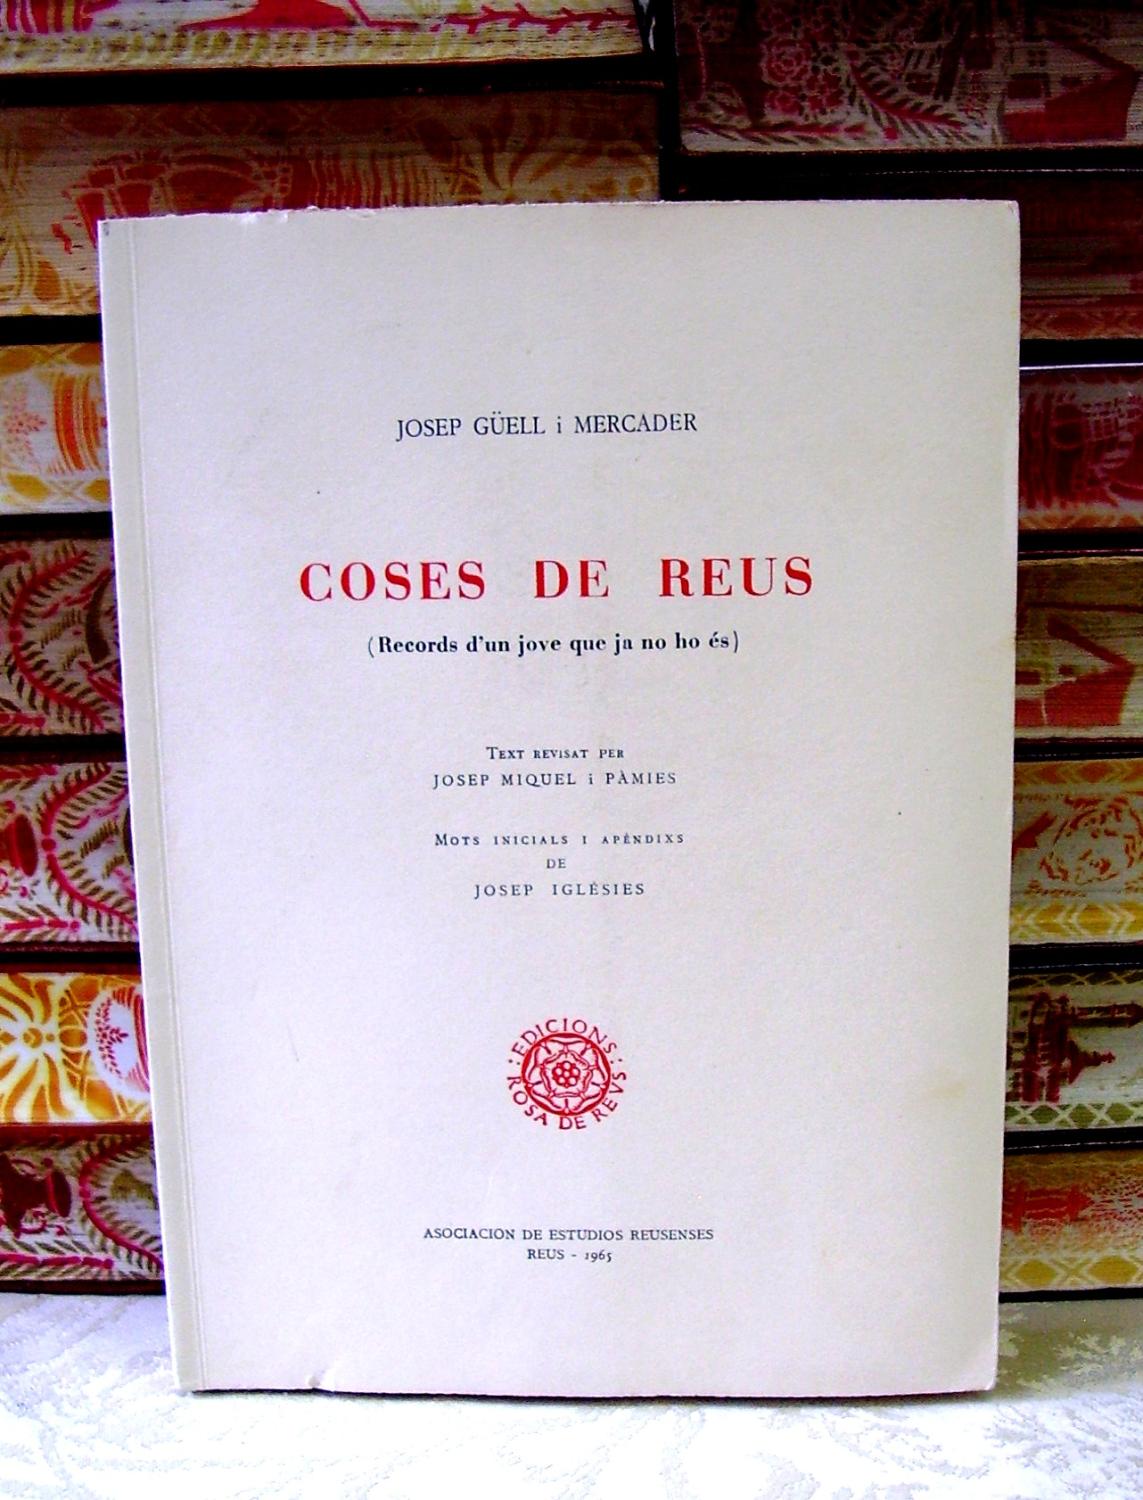 JOSEP GÜELL i MERCADER
COSES DE REUS
(Records d'un jove que ja no ho és)
TEXT REVISAT PER
JOSEP MIQUEL i PÀMIES
MOTS INICIALS I APÈNDIXS
DE
JOSEP IGLÉSIES
: EDICIONS :
ROSA DE REVS
ASOCIACION DE ESTUDIOS REUSENSES
REUS - 1965